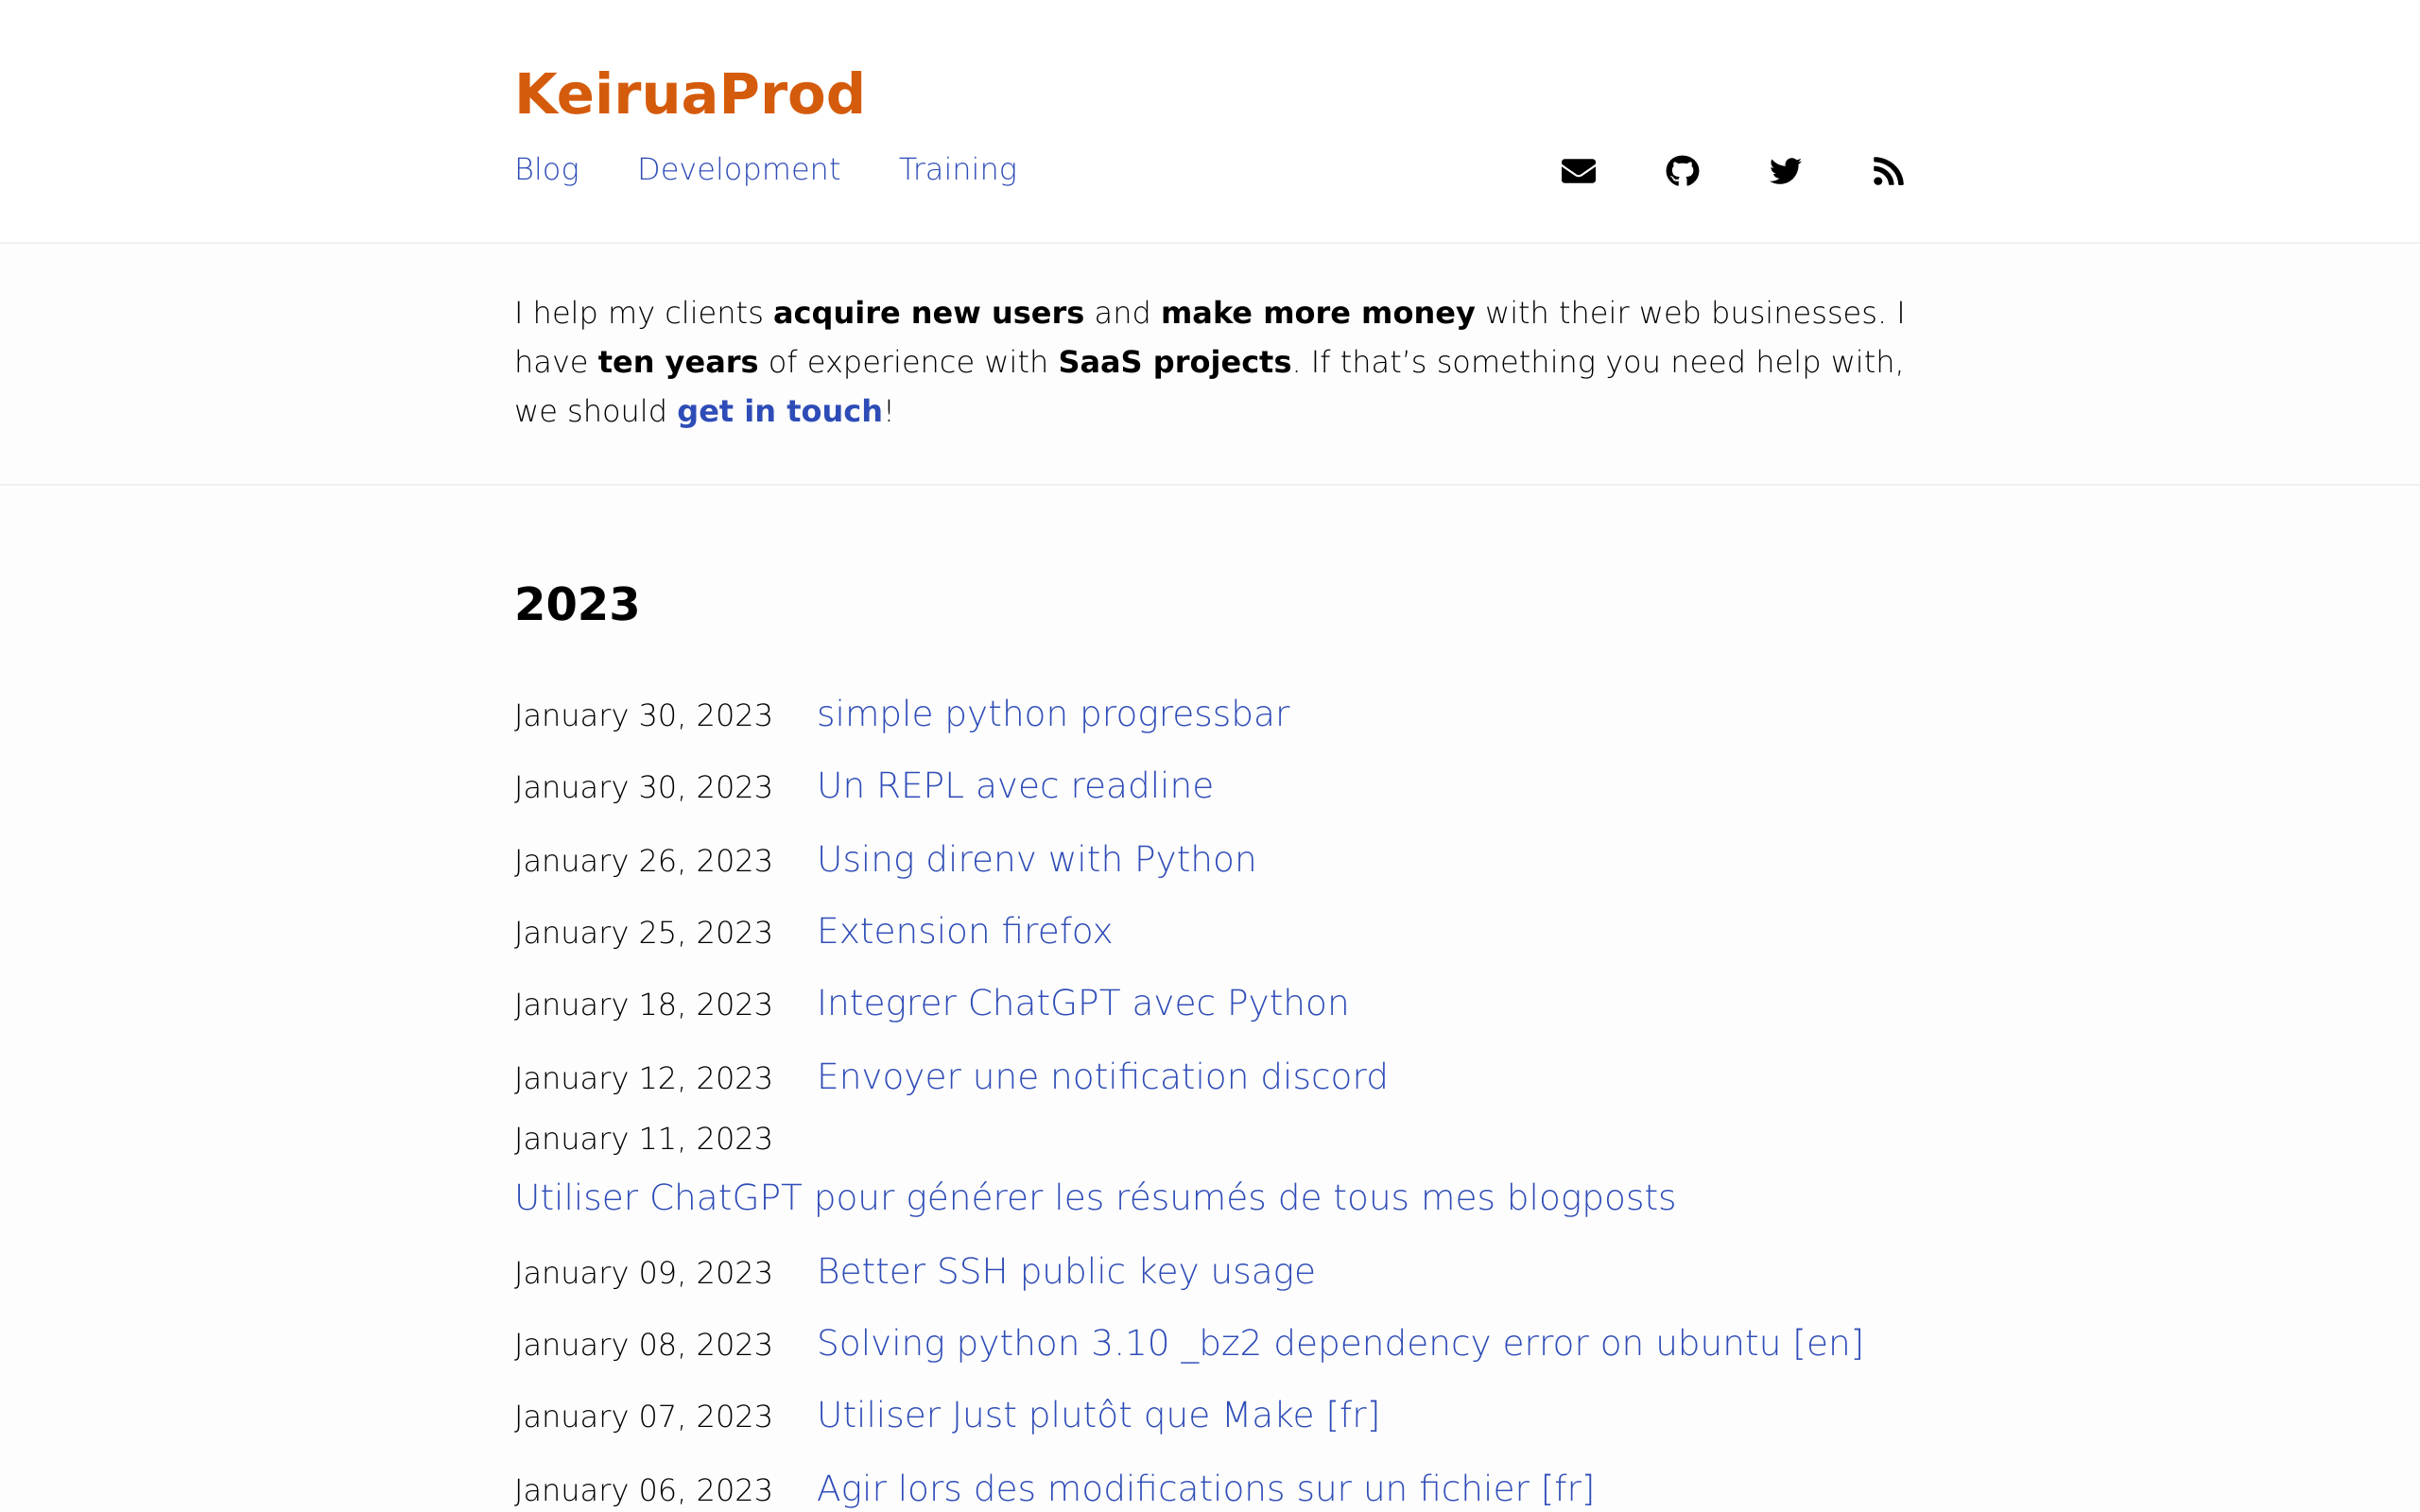 KeiruaProd
Blog Development Training
I help my clients acquire new users and make more money with their web businesses. I
have ten years of experience with SaaS projects. If that’s something you need help with,
we should get in touch!
2023
January 30, 2023 simple python progressbar
January 30, 2023 Un REPL avec readline
January 26, 2023 Using direnv with Python
January 25, 2023 Extension firefox
January 18, 2023 Integrer ChatGPT avec Python
January 12, 2023 Envoyer une notification discord
January 11, 2023
Utiliser ChatGPT pour générer les résumés de tous mes blogposts
January 09, 2023 Better SSH public key usage
January 08, 2023 Solving python 3.10 _bz2 dependency error on ubuntu [en]
January 07, 2023 Utiliser Just plutôt que Make [fr]
January 06, 2023 Agir lors des modifications sur un fichier [fr]